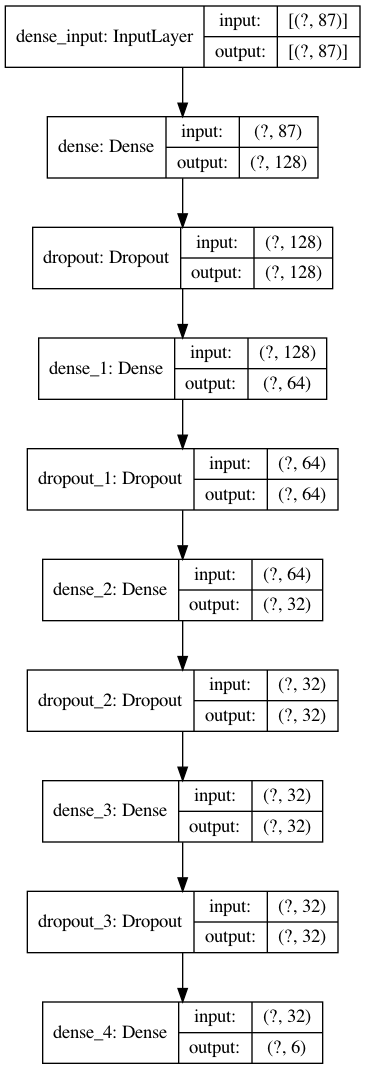 dense_input: InputLayer
input: [(?, 87)]
output: [(?, 87)]
dense: Dense
input: (?, 87)
output: (?, 128)
dropout: Dropout
input: (?, 128)
output: (?, 128)
dense_1: Dense
input: (?, 128)
output: (?, 64)
dropout_1: Dropout
input: (?, 64)
output: (?, 64)
dense_2: Dense
input: (?, 64)
output: (?, 32)
dropout_2: Dropout
input: (?, 32)
output: (?, 32)
dense_3: Dense
input: (?, 32)
output: (?, 32)
dropout_3: Dropout
input: (?, 32)
output: (?, 32)
dense_4: Dense
input: (?, 32)
output: (?, 6)